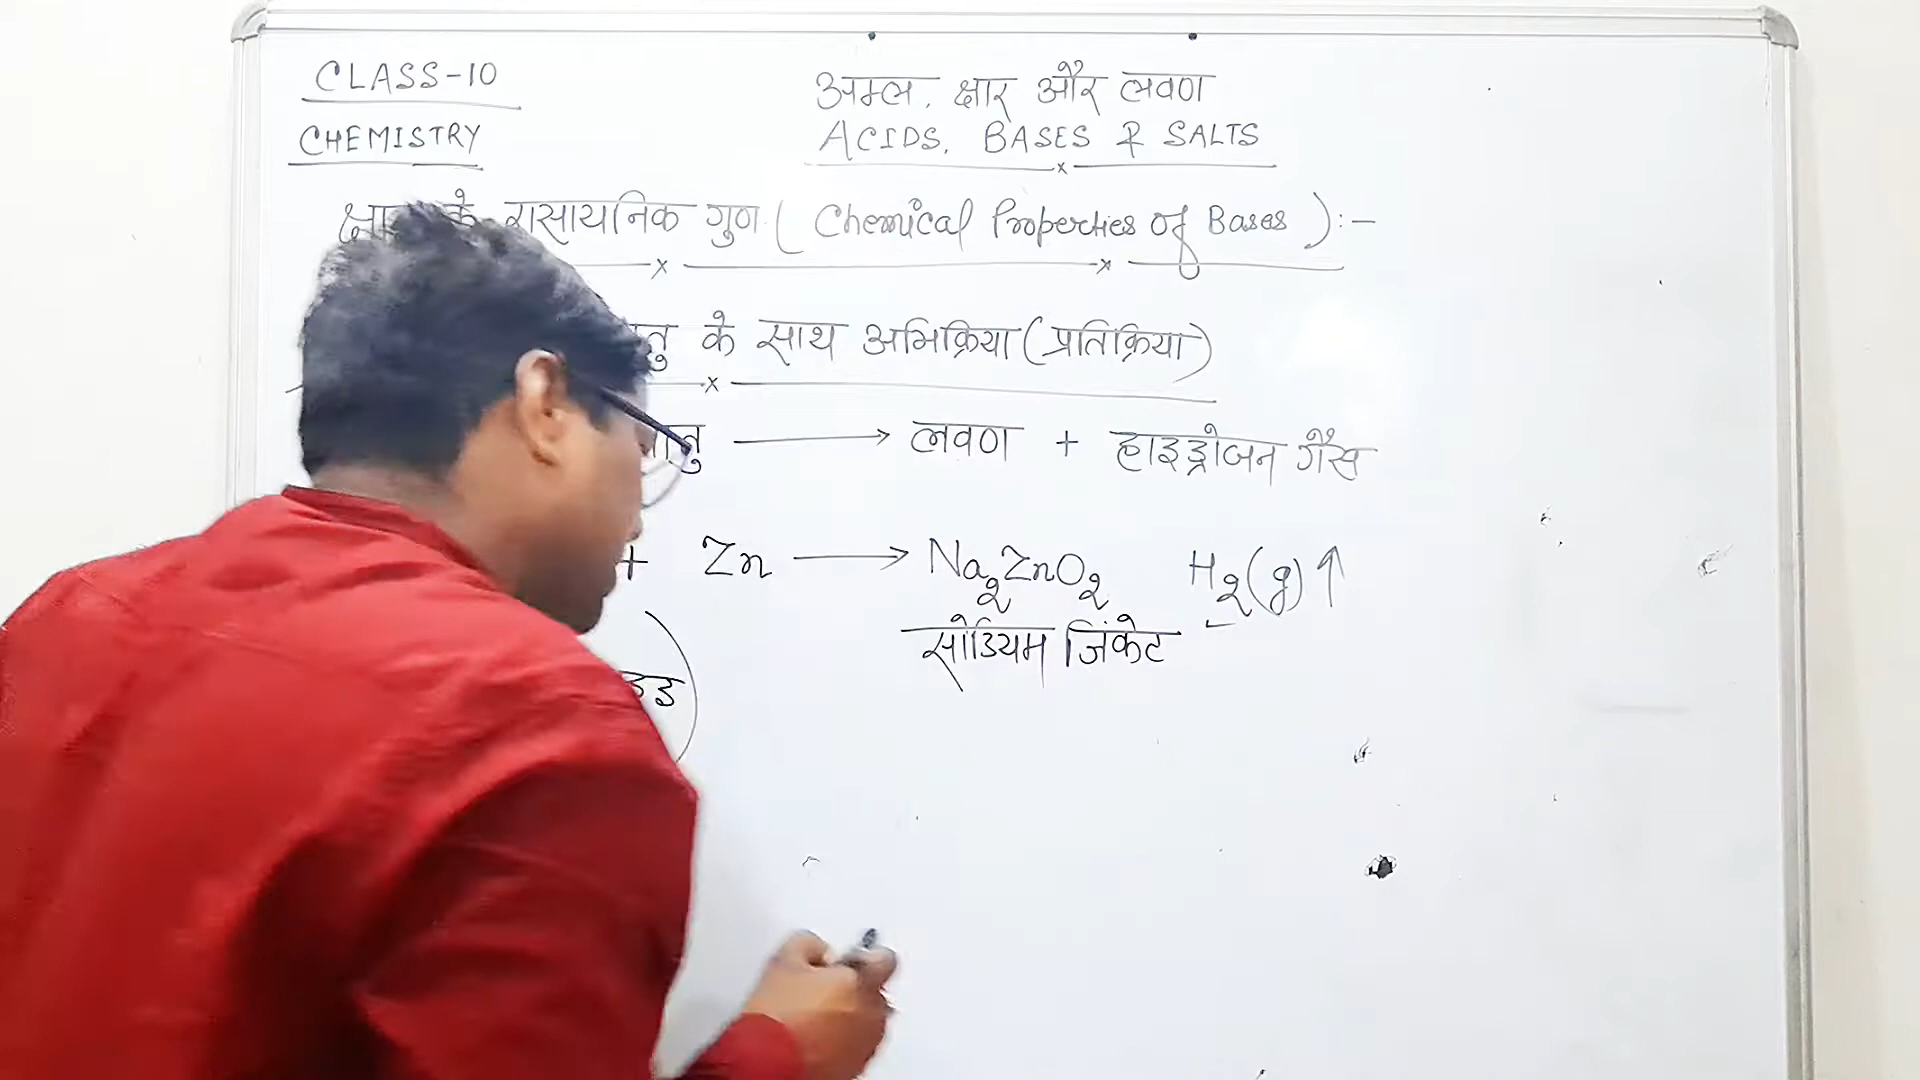 CLASS-10
CHEMISTRY
अम्ल, क्षार और लवण
ACIDS, BASES & SALTS
के रासायनिक गुण ( Chemical Properties of Bases ) :-
के साथ अभिक्रिया (प्रतिक्रिया)
⟶ लवण + हाइड्रोजन गैस
+ Zn ⟶ Na₂ZnO₂ H₂(g)↑
सोडियम जिंकेट